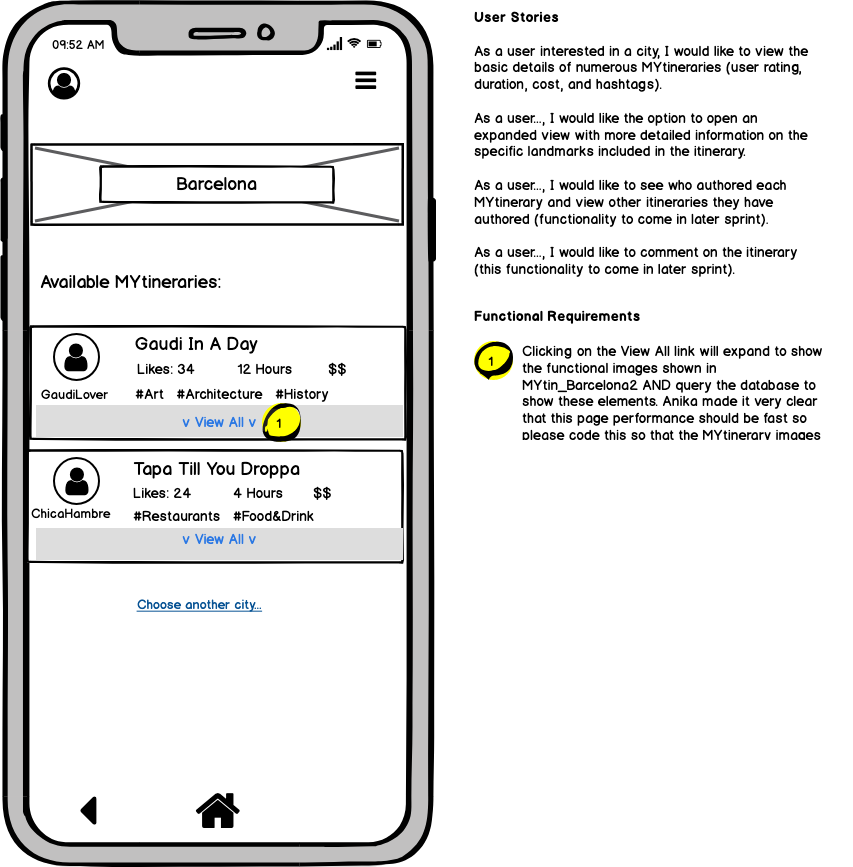 09:52 AM
Barcelona
Available MYtineraries:
Gaudi In A Day
Likes: 34 12 Hours $$
GaudiLover #Art #Architecture #History
v View All v 1
Tapa Till You Droppa
Likes: 24 4 Hours $$
ChicaHambre #Restaurants #Food&Drink
v View All v
Choose another city...
User Stories
As a user interested in a city, I would like to view the
basic details of numerous MYtineraries (user rating,
duration, cost, and hashtags).
As a user..., I would like the option to open an
expanded view with more detailed information on the
specific landmarks included in the itinerary.
As a user..., I would like to see who authored each
MYtinerary and view other itineraries they have
authored (functionality to come in later sprint).
As a user..., I would like to comment on the itinerary
(this functionality to come in later sprint).
Functional Requirements
1 Clicking on the View All link will expand to show
the functional images shown in
MYtin_Barcelona2 AND query the database to
show these elements. Anika made it very clear
that this page performance should be fast so
please code this so that the MYtinerary images